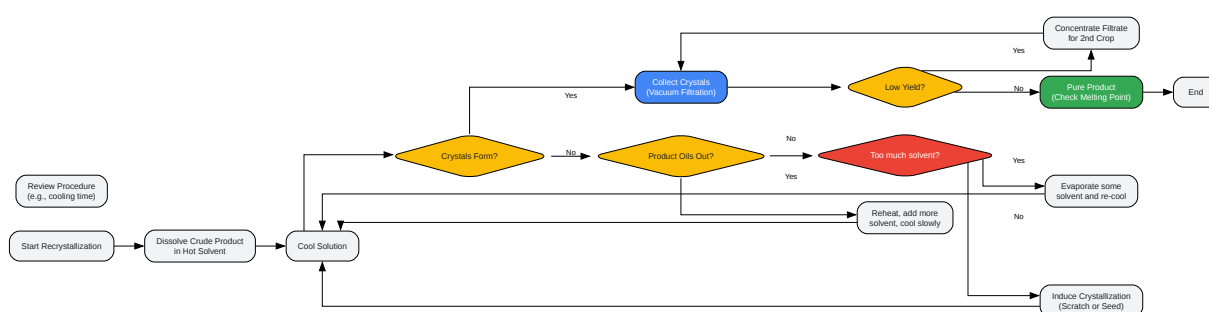 Concentrate Filtrate
for 2nd Crop
Yes
Collect Crystals
(Vacuum Filtration)
Low Yield?
No
Pure Product
(Check Melting Point)
End
Yes
Crystals Form?
No
Product Oils Out?
No
Too much solvent?
Yes
Yes
Review Procedure
(e.g., cooling time)
Evaporate some
solvent and re-cool
Reheat, add more
solvent, cool slowly
No
Start Recrystallization
Dissolve Crude Product
in Hot Solvent
Cool Solution
Induce Crystallization
(Scratch or Seed)